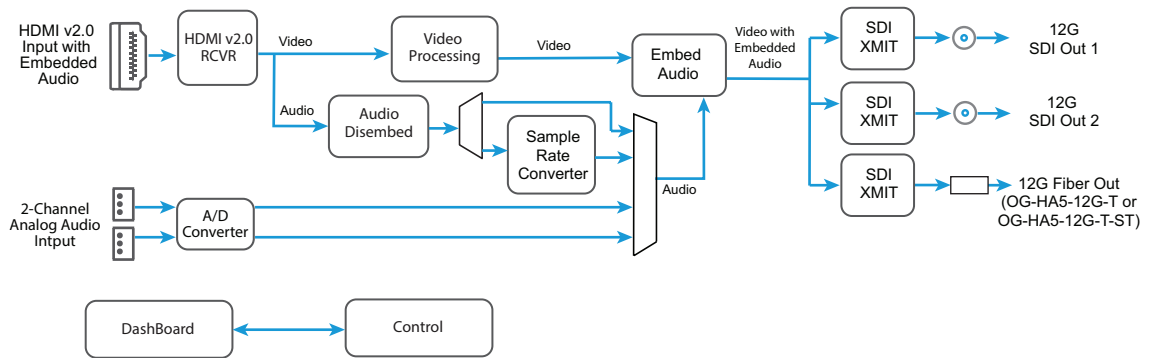 HDMI v2.0
Input with
Embedded
Audio
HDMI v2.0
RCVR
Video
Video
Processing
Video
Embed
Audio
Video with
Embedded
Audio
SDI
XMIT
12G
SDI Out 1
Audio
Audio
Disembed
Sample
Rate
Converter
SDI
XMIT
12G
SDI Out 2
Audio
SDI
XMIT
12G Fiber Out
(OG-HA5-12G-T or
OG-HA5-12G-T-ST)
2-Channel
Analog Audio
Intput
A/D
Converter
DashBoard
Control